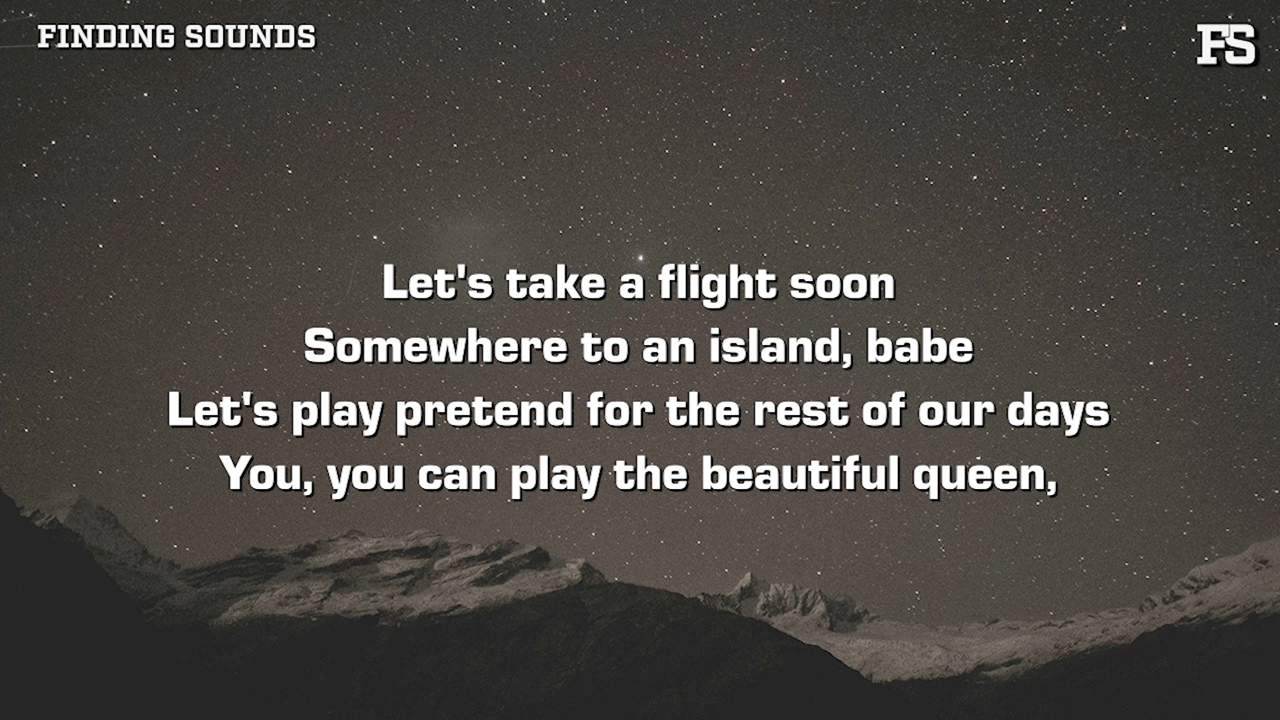 FINDING SOUNDS
FS
Let's take a flight soon
Somewhere to an island, babe
Let's play pretend for the rest of our days
You, you can play the beautiful queen,